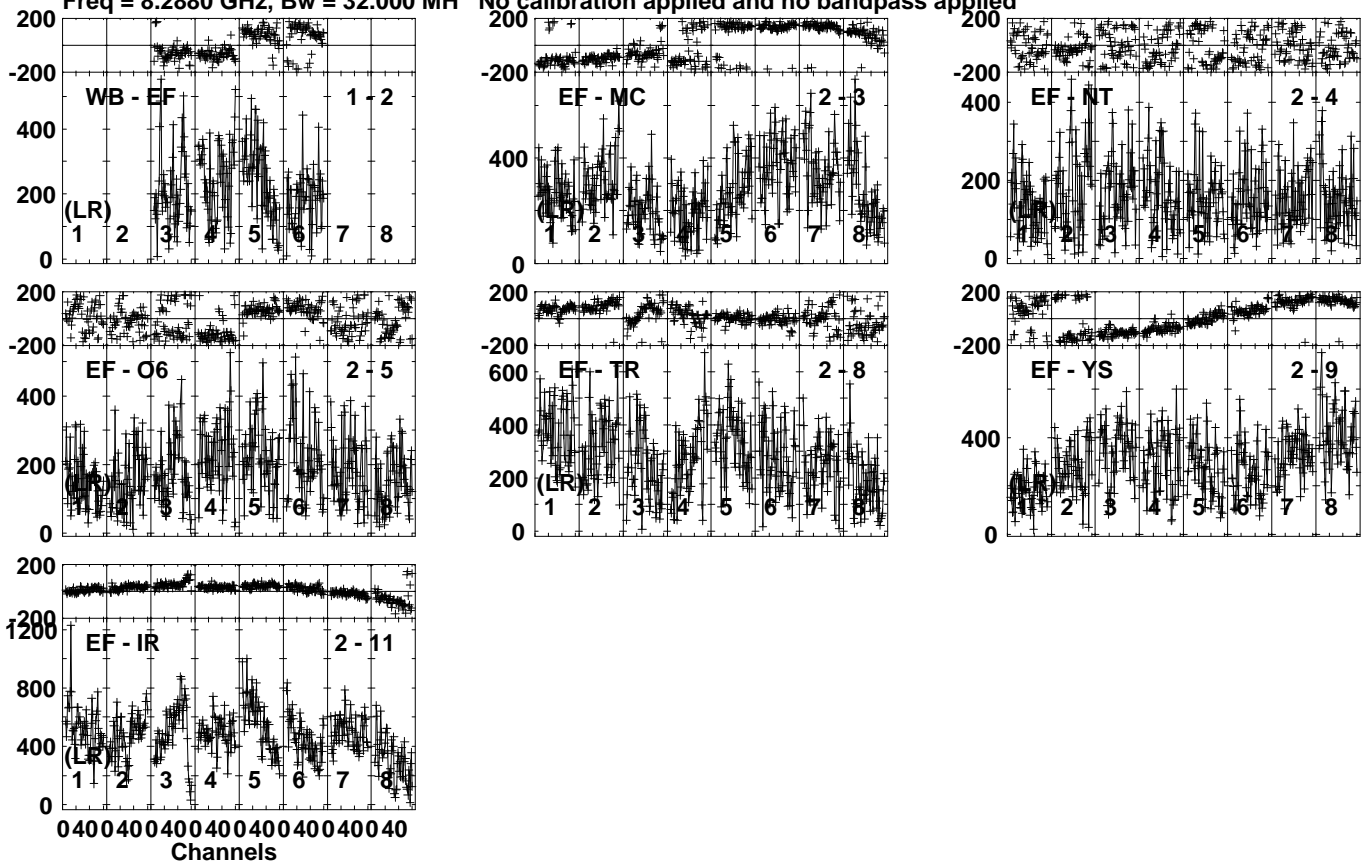 Freq = 8.2880 GHz, Bw = 32.000 MH No calibration applied and no bandpass applied
200
-200
WB - EF 1 - 2
400
200
0
(LR)
1 2 3 4 5 6 7 8
200
-200
EF - MC 2 - 3
400
0
(LR)
1 2 3 4 5 6 7 8
200
-200
EF - NT 2 - 4
400
200
0
(LR)
1 2 3 4 5 6 7 8
200
-200
EF - O6 2 - 5
400
200
0
(LR)
1 2 3 4 5 6 7 8
200
-200
EF - TR 2 - 8
600
400
200
0
(LR)
1 2 3 4 5 6 7 8
200
-200
EF - YS 2 - 9
400
0
(LR)
1 2 3 4 5 6 7 8
200
-200
EF - IR 2 - 11
1200
800
400
0
(LR)
1 2 3 4 5 6 7 8
0 40 0 40 0 40 0 40 0 40 0 40 0 40 0 40
Channels